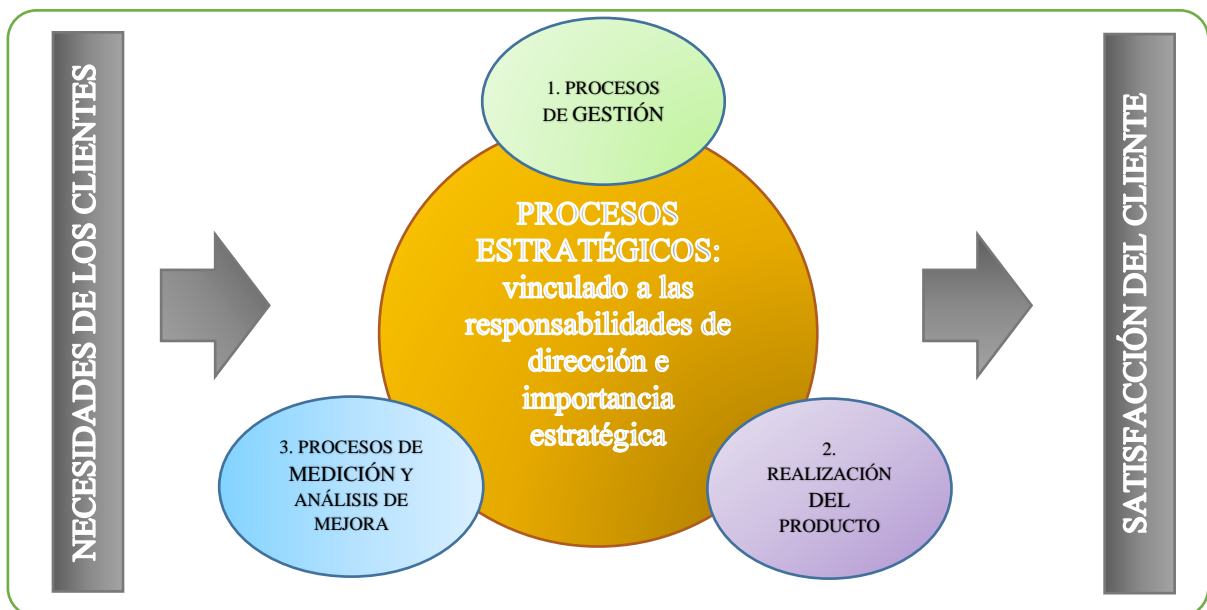 NECESIDADES DE LOS CLIENTES
1. PROCESOS
DE GESTIÓN
PROCESOS
ESTRATÉGICOS:
vinculado a las
responsabilidades de
dirección e
importancia
estratégica
3. PROCESOS DE
MEDICIÓN Y
ANÁLISIS DE
MEJORA
2.
REALIZACIÓN
DEL
PRODUCTO
SATISFACCIÓN DEL CLIENTE